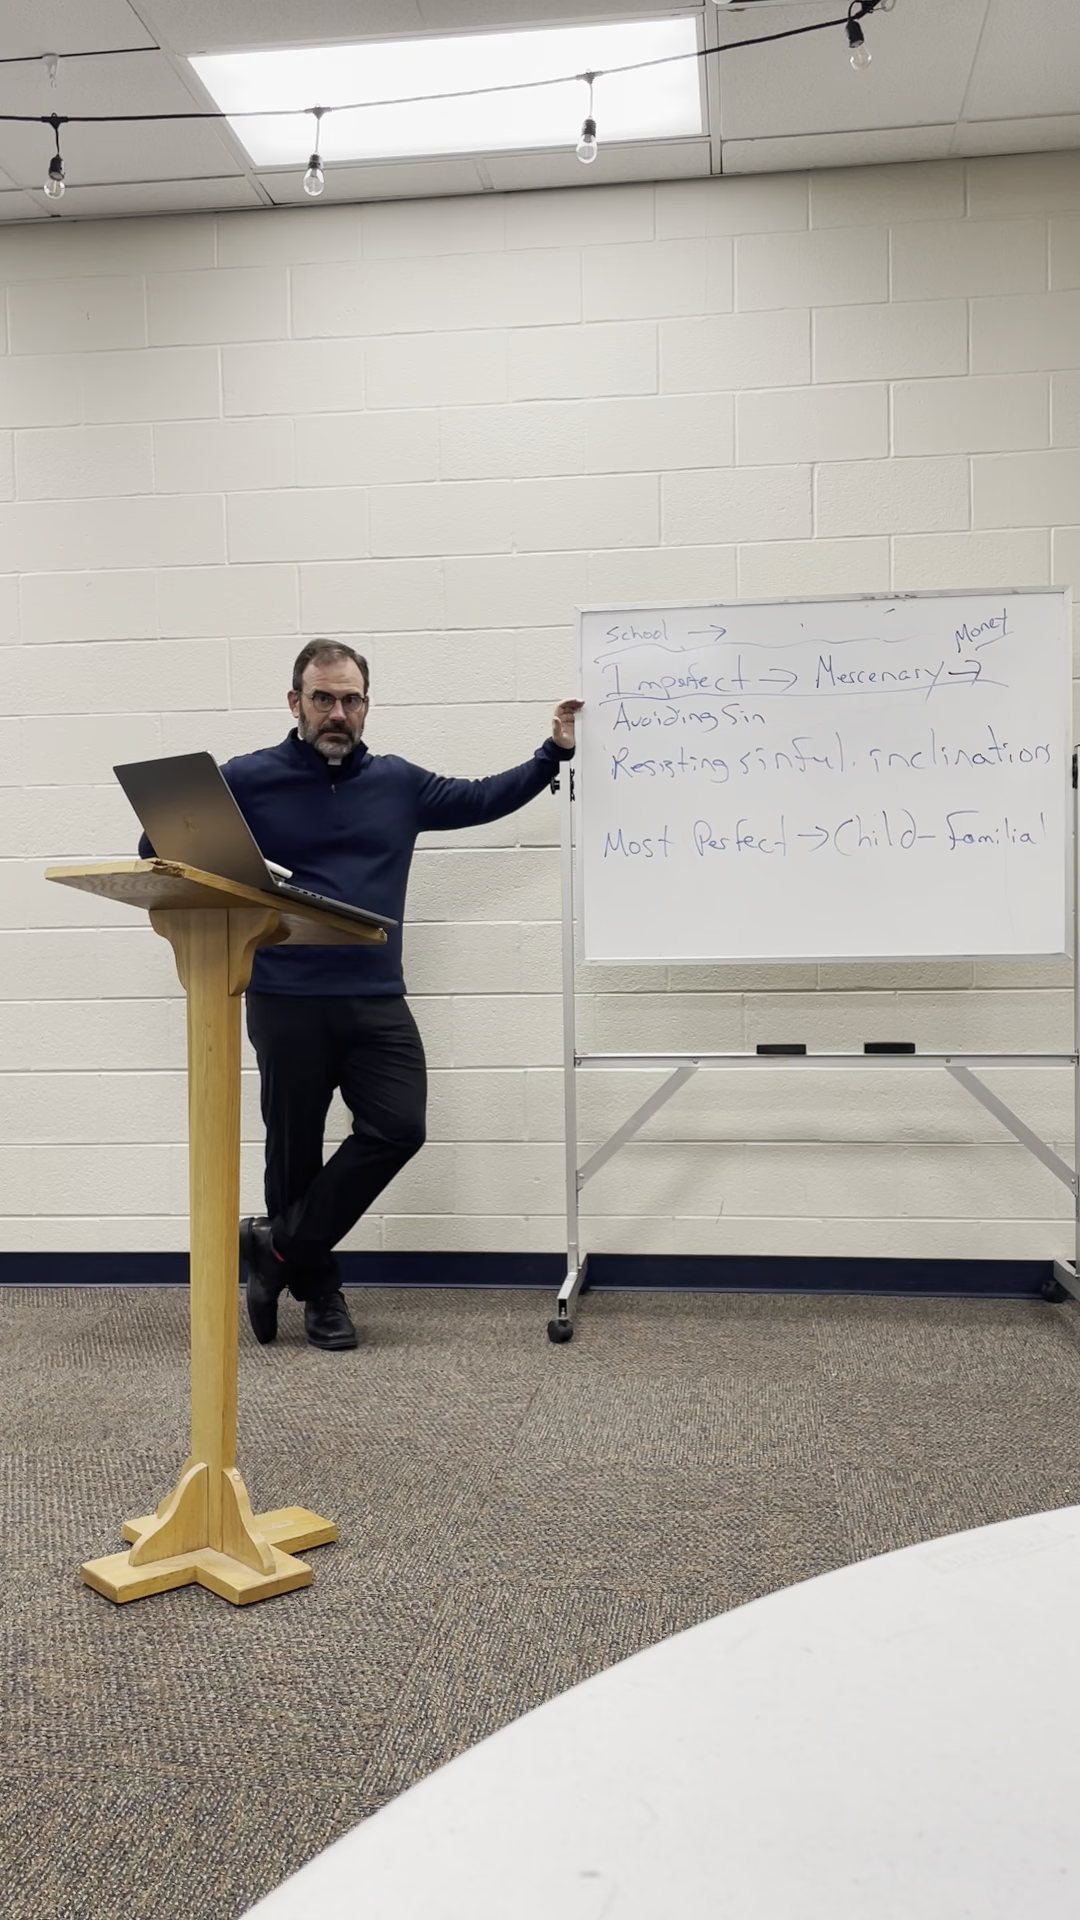 School →
Money
Imperfect → Mercenary →
Avoiding Sin
Resisting sinful inclinations
Most Perfect → Child-Familial